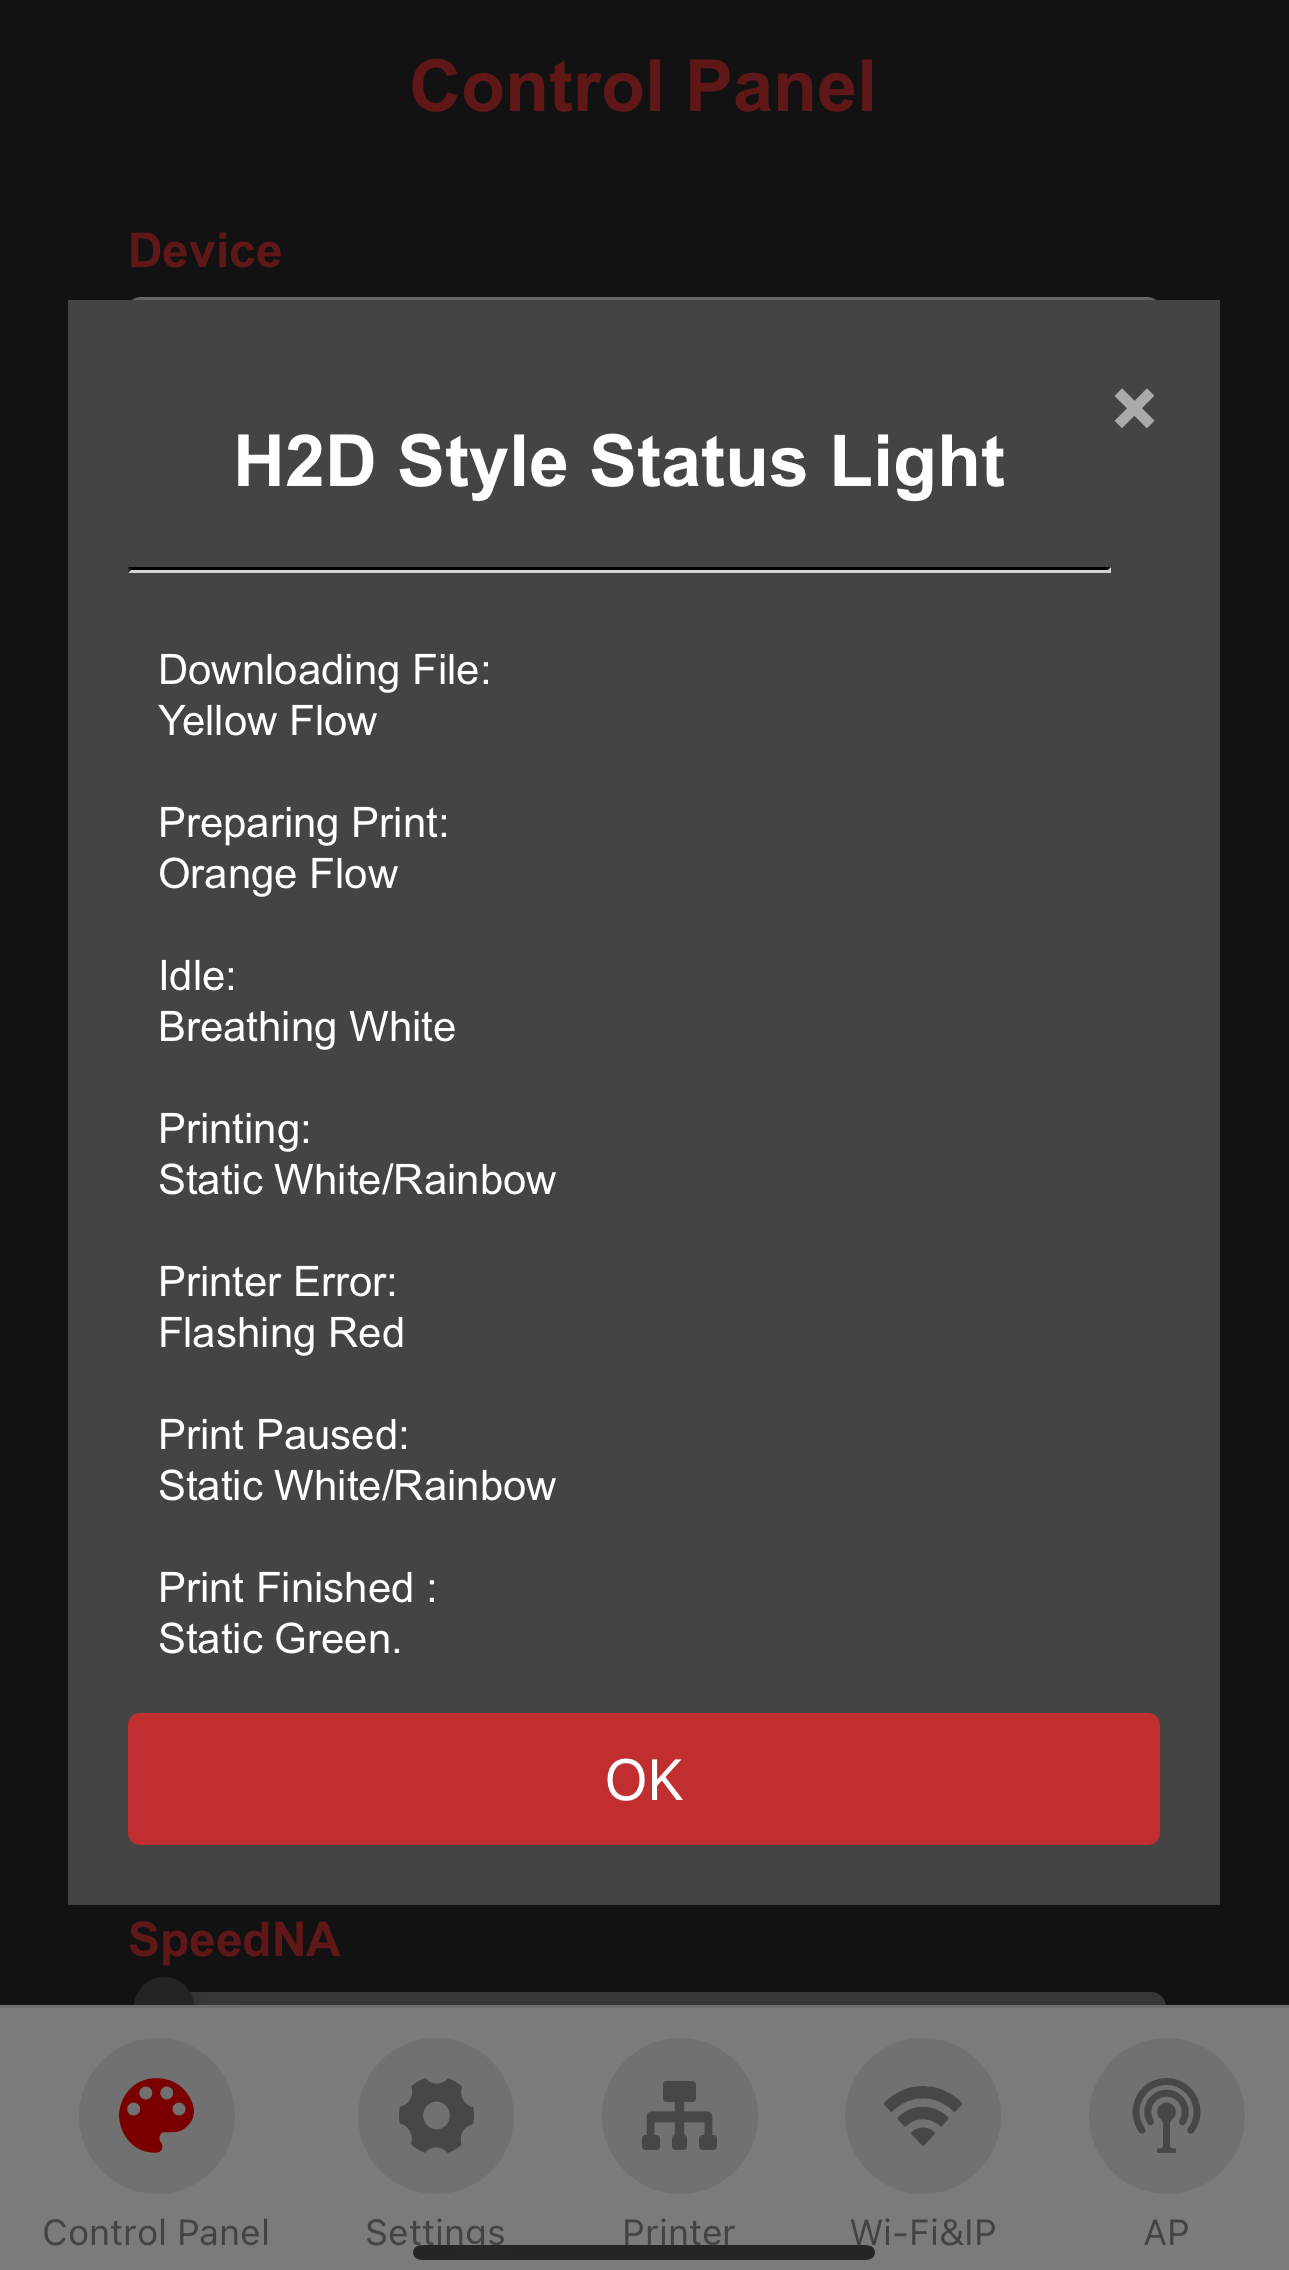 Control Panel
Device
H2D Style Status Light
Downloading File:
Yellow Flow
Preparing Print:
Orange Flow
Idle:
Breathing White
Printing:
Static White/Rainbow
Printer Error:
Flashing Red
Print Paused:
Static White/Rainbow
Print Finished :
Static Green.
OK
SpeedNA
Control Panel
Settings
Printer
Wi-Fi&IP
AP